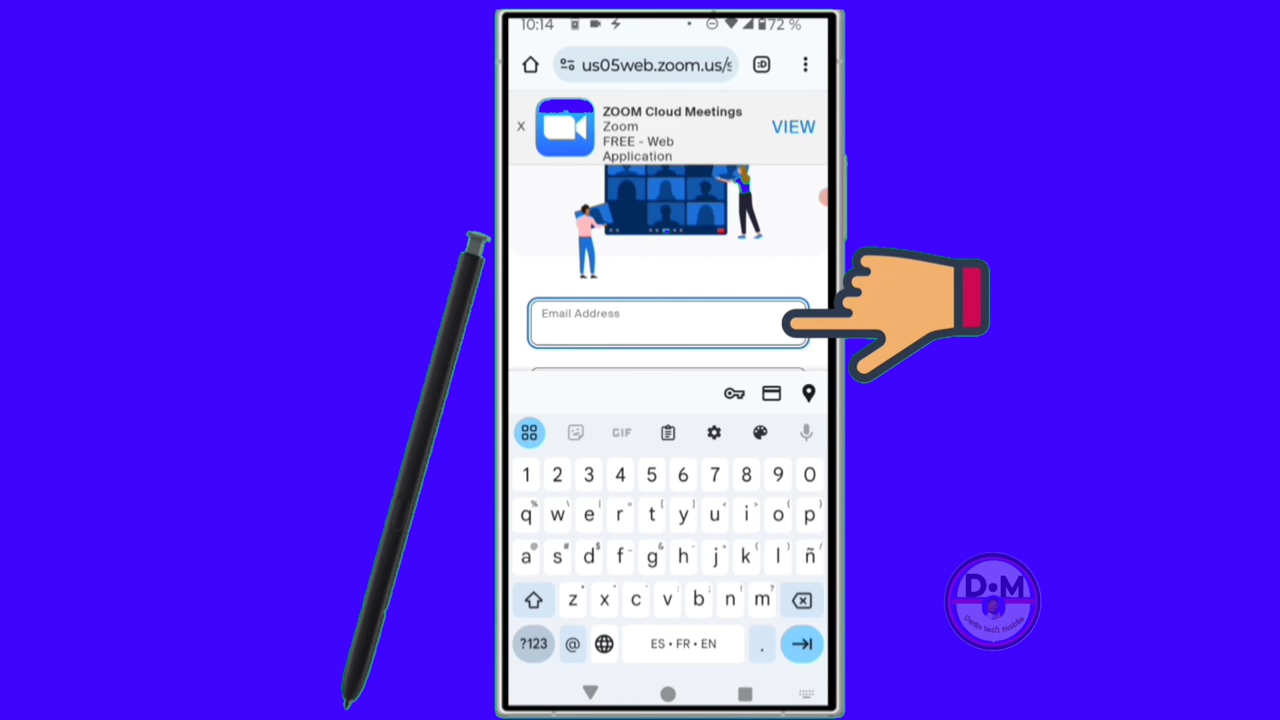 10:14
72 %
us05web.zoom.us/s
:D
X
ZOOM Cloud Meetings
Zoom
FREE - Web
Application
VIEW
Email Address
GIF
1 2 3 4 5 6 7 8 9 0
q w e r t y u i o p
a s d f g h j k l ñ
z x c v b n m
?123 @ ES • FR • EN .
D•M